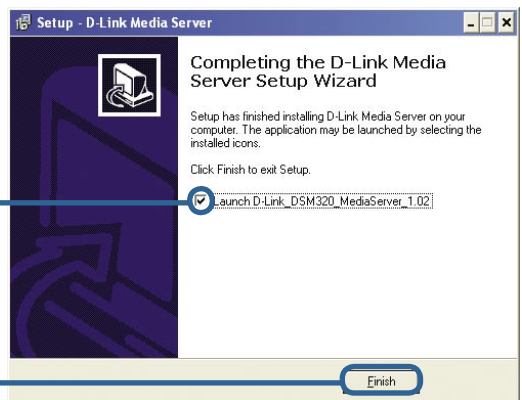 Setup - D-Link Media Server
Completing the D-Link Media
Server Setup Wizard
Setup has finished installing D-Link Media Server on your
computer. The application may be launched by selecting the
installed icons.
Click Finish to exit Setup.
Launch D-Link_DSM320_MediaServer_1.02
Finish